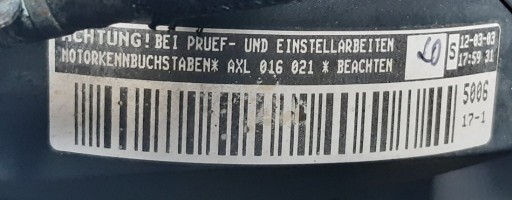 ACHTUNG! BEI PRUEF- UND EINSTELLARBEITEN
MOTORKENNBUCHSTABEN* AXL 016 021 * BEACHTEN
S
12-03-03
17=59 31
5006
17-1